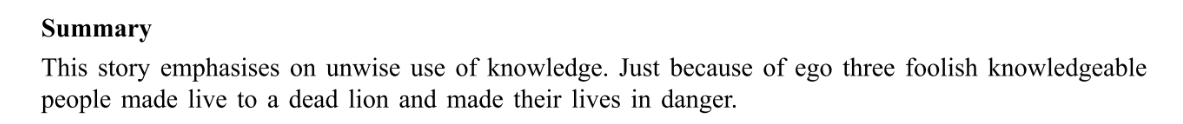 Summary
This story emphasises on unwise use of knowledge. Just because of ego three foolish knowledgeable
people made live to a dead lion and made their lives in danger.